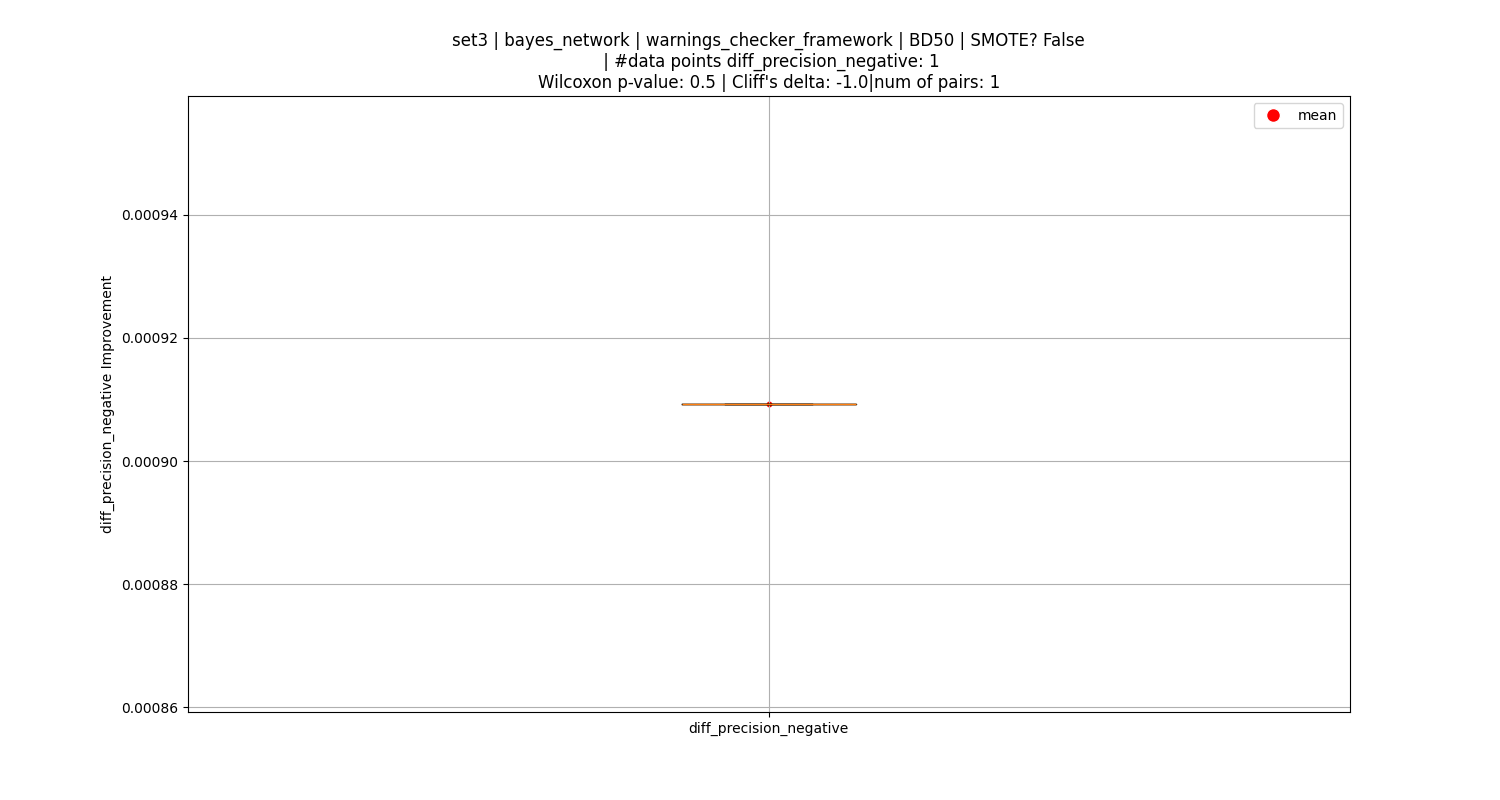 set3 | bayes_network | warnings_checker_framework | BD50 | SMOTE? False
| #data points diff_precision_negative: 1
Wilcoxon p-value: 0.5 | Cliff's delta: -1.0|num of pairs: 1
mean
0.00094
0.00092
0.00090
0.00088
0.00086
diff_precision_negative Improvement
diff_precision_negative